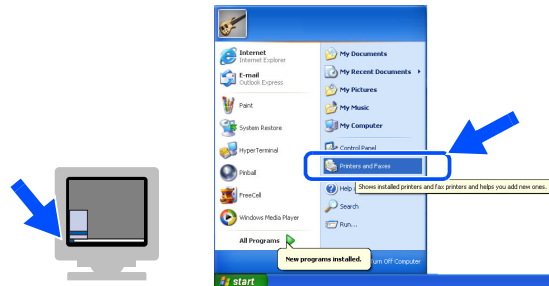 Internet
Internet Explorer
E-mail
Outlook Express
Paint
System Restore
HyperTerminal
Pinball
FreeCell
Windows Media Player
All Programs
New programs installed.
My Documents
My Recent Documents
My Pictures
My Music
My Computer
Control Panel
Printers and Faxes
Help
Shows installed printers and fax printers and helps you add new ones.
Search
Run...
Turn Off Computer
start